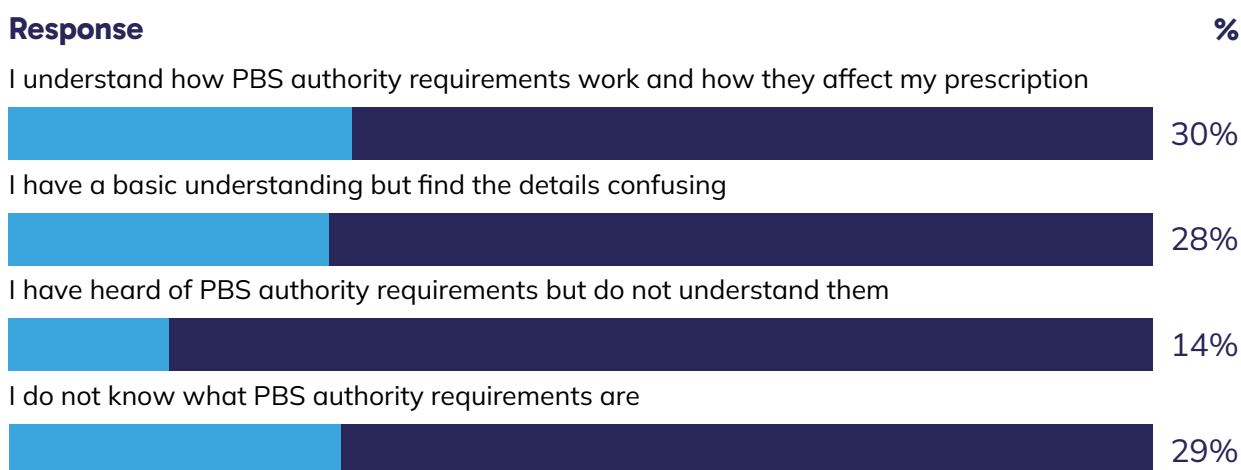 Response %
I understand how PBS authority requirements work and how they affect my prescription
30%
I have a basic understanding but find the details confusing
28%
I have heard of PBS authority requirements but do not understand them
14%
I do not know what PBS authority requirements are
29%